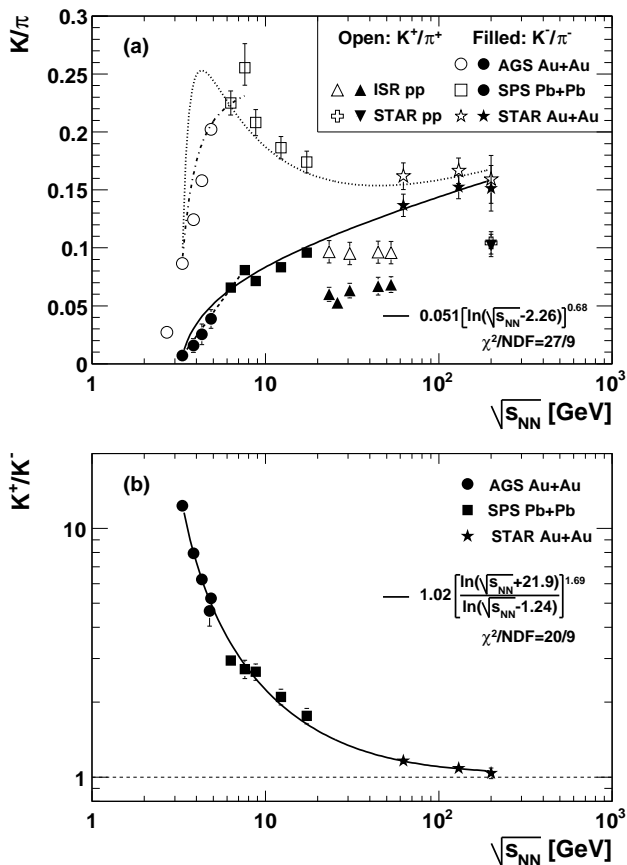 K/π
0.3
0.25
0.2
0.15
0.1
0.05
0
(a)
Open: K⁺/π⁺ Filled: K⁻/π⁻
AGS Au+Au
ISR pp SPS Pb+Pb
STAR pp STAR Au+Au
0.051[ln(√s_NN-2.26)]^0.68
χ²/NDF=27/9
1 10 10² 10³
√s_NN [GeV]
K⁺/K⁻
10
1
(b)
AGS Au+Au
SPS Pb+Pb
STAR Au+Au
1.02 [ln(√s_NN+21.9)/ln(√s_NN-1.24)]^1.69
χ²/NDF=20/9
1 10 10² 10³
√s_NN [GeV]